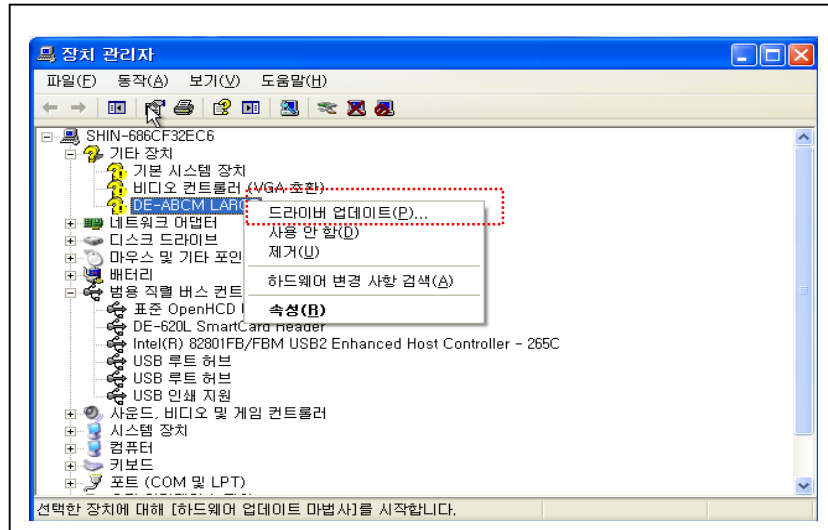 장치 관리자
파일(F) 동작(A) 보기(V) 도움말(H)
SHIN-686CF32EC6
기타 장치
기본 시스템 장치
비디오 컨트롤러 (VGA 호환)
DE-ABCM
네트워크 어댑터
디스크 드라이브
마우스 및 기타
배터리
범용 직렬 버스
표준 OpenHCD
DE-620L SmartCard Reader
Intel(R) 82801FB/FBM USB2 Enhanced Host Controller - 265C
USB 루트 허브
USB 루트 허브
USB 인쇄 지원
사운드, 비디오 및 게임 컨트롤러
시스템 장치
컴퓨터
키보드
포트 (COM 및 LPT)
드라이버 업데이트(P)...
사용 안 함(D)
제거(U)
하드웨어 변경 사항 검색(A)
속성(R)
선택한 장치에 대해 [하드웨어 업데이트 마법사]를 시작합니다.